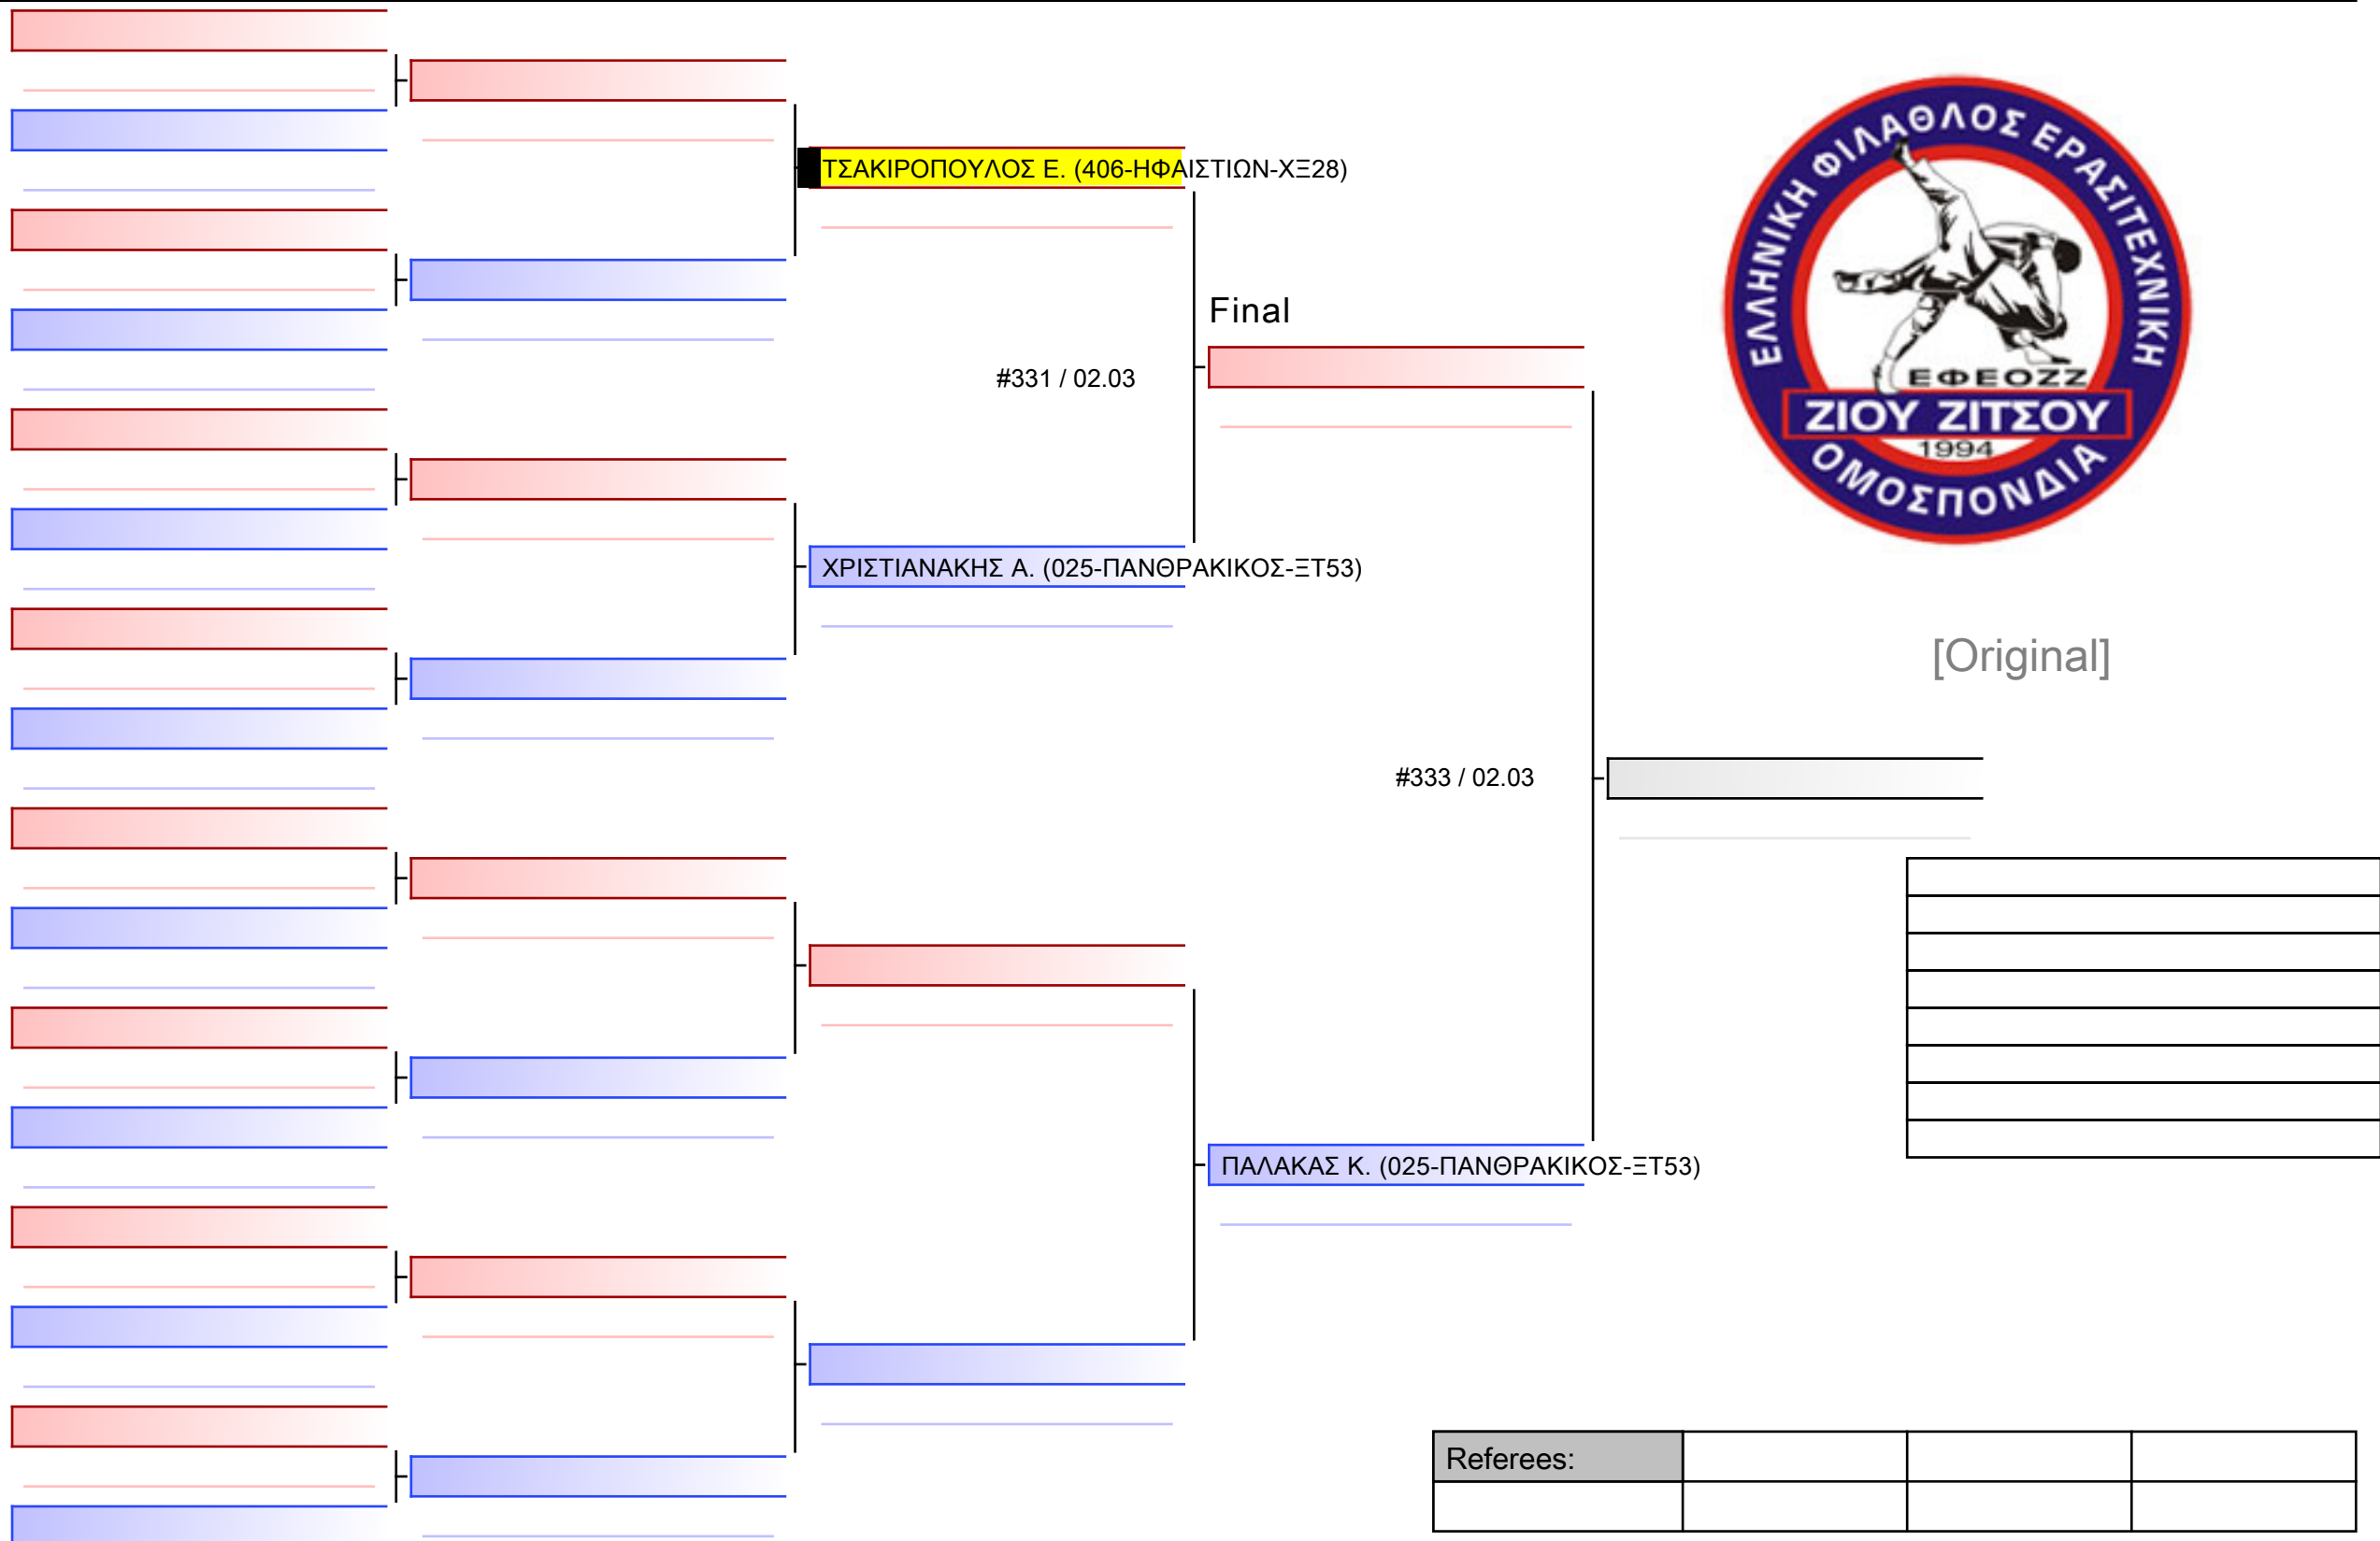 ΤΣΑΚΙΡΟΠΟΥΛΟΣ Ε. (406-ΗΦΑΙΣΤΙΩΝ-ΧΞ28)
ΕΛΛΗΝΙΚΗ ΦΙΛΑΘΛΟΣ ΕΡΑΣΙΤΕΧΝΙΚΗ
Final
#331 / 02.03
ΕΦΕΟΖΖ
ΖΙΟΥ ΖΙΤΣΟΥ
1994
ΟΜΟΣΠΟΝΔΙΑ
ΧΡΙΣΤΙΑΝΑΚΗΣ Α. (025-ΠΑΝΘΡΑΚΙΚΟΣ-ΞΤ53)
[Original]
#333 / 02.03
ΠΑΛΑΚΑΣ Κ. (025-ΠΑΝΘΡΑΚΙΚΟΣ-ΞΤ53)
Referees: